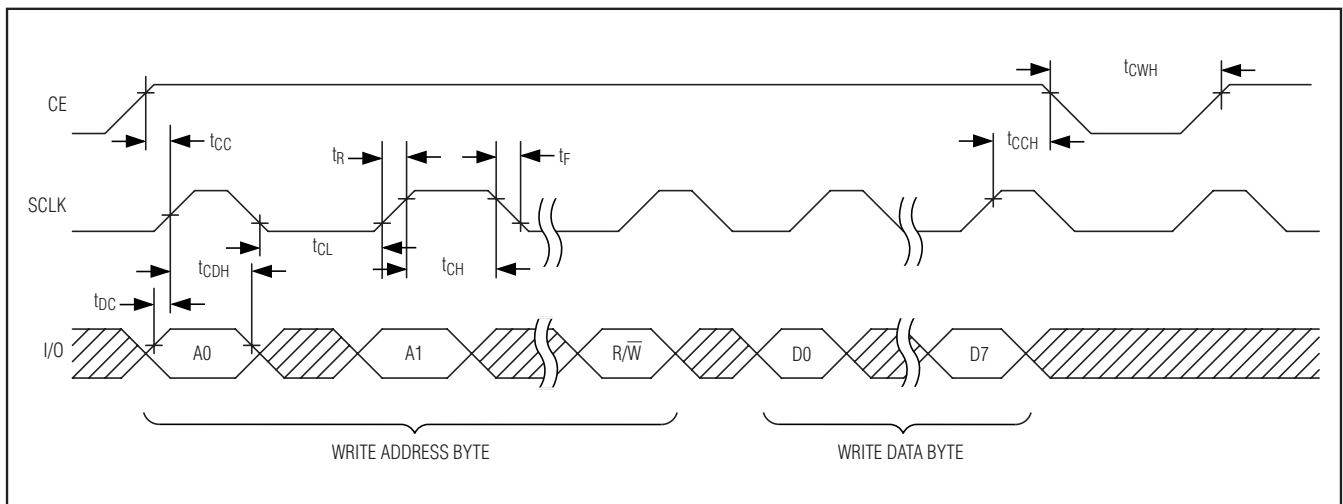 tCWH
CE
tCC
tR
tF
tCCH
SCLK
tCL
tCDH
tCH
tDC
I/O
A0
A1
R/W̅
D0
D7
WRITE ADDRESS BYTE
WRITE DATA BYTE